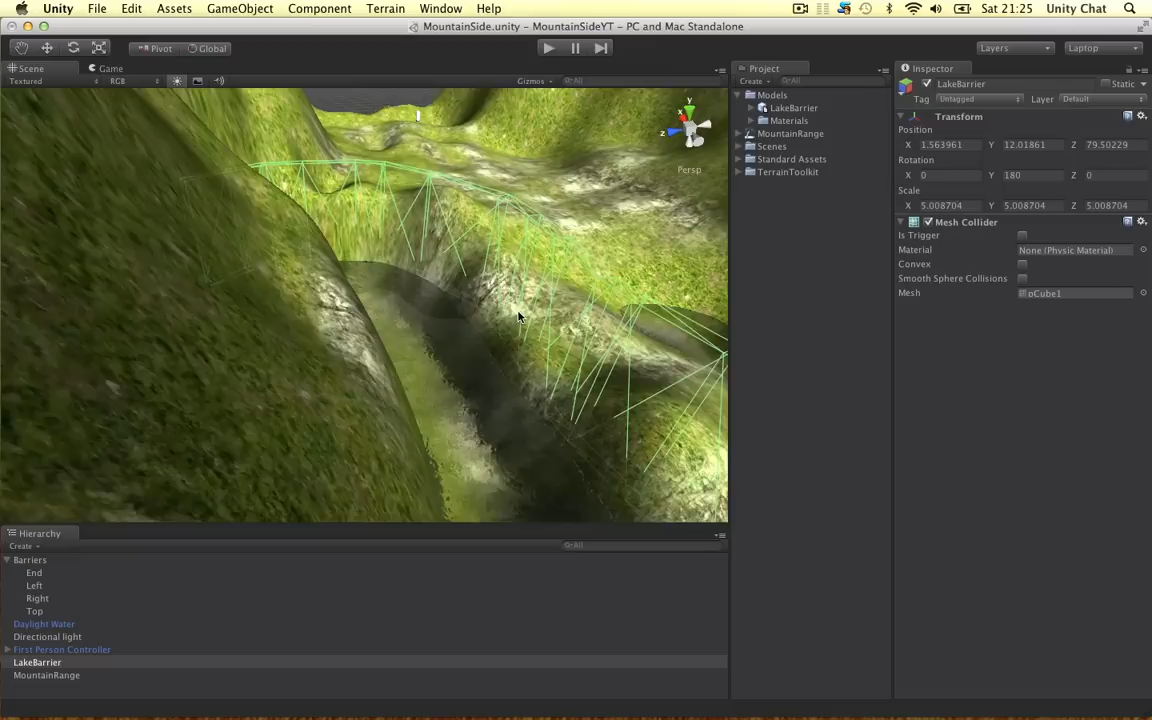 Unity File Edit Assets GameObject Component Terrain Window Help Sat 21:25 Unity Chat
MountainSide.unity – MountainSideYT – PC and Mac Standalone
Pivot Global Layers Laptop
Scene Game Project Inspector
Textured RGB Gizmos All Create All
LakeBarrier Static
Tag Untagged Layer Default
Models
LakeBarrier
Materials
MountainRange
Scenes
Standard Assets
TerrainToolkit
y
x
z
Persp
Transform
Position
X 1.563961 Y 12.01861 Z 79.50229
Rotation
X 0 Y 180 Z 0
Scale
X 5.008704 Y 5.008704 Z 5.008704
Mesh Collider
Is Trigger
Material None (Physic Material)
Convex
Smooth Sphere Collisions
Mesh pCube1
Hierarchy
Create All
Barriers
End
Left
Right
Top
Daylight Water
Directional light
First Person Controller
LakeBarrier
MountainRange